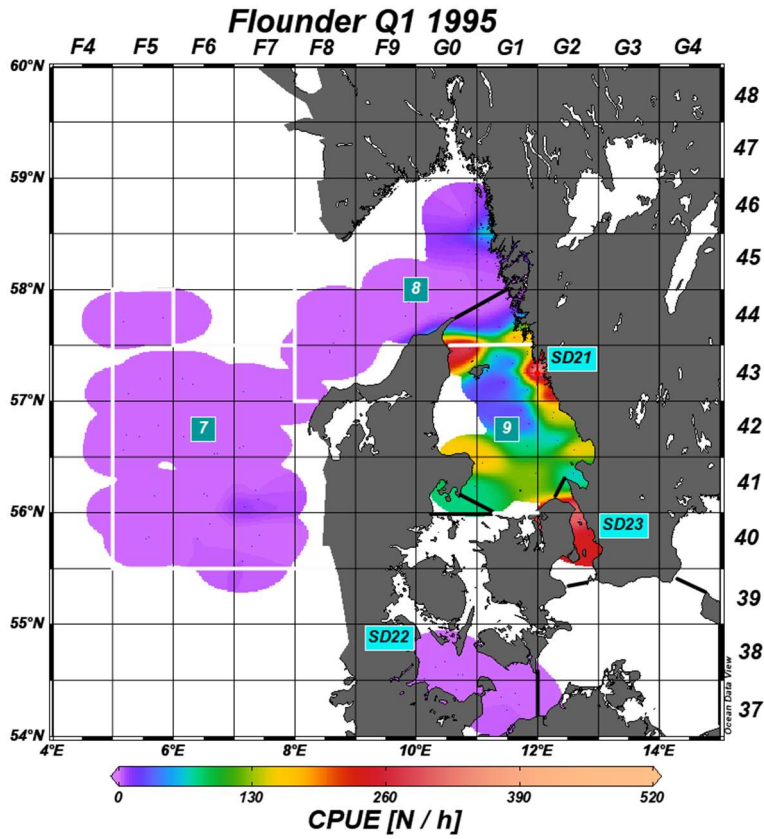 Flounder Q1 1995
F4 F5 F6 F7 F8 F9 G0 G1 G2 G3 G4
60°N
48
47
59°N
46
45
58°N
8
44
SD21
43
57°N
7
9
42
41
56°N
SD23
40
39
55°N
SD22
38
37
Ocean Data View
54°N
4°E 6°E 8°E 10°E 12°E 14°E
0 130 260 390 520
CPUE [N / h]